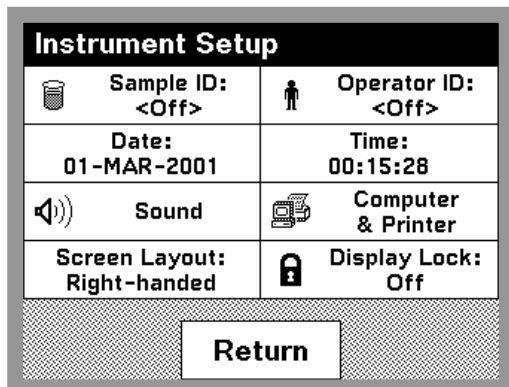 Instrument Setup
Sample ID:
<Off>
Operator ID:
<Off>
Date:
01-MAR-2001
Time:
00:15:28
Sound
Computer
& Printer
Screen Layout:
Right-handed
Display Lock:
Off
Return